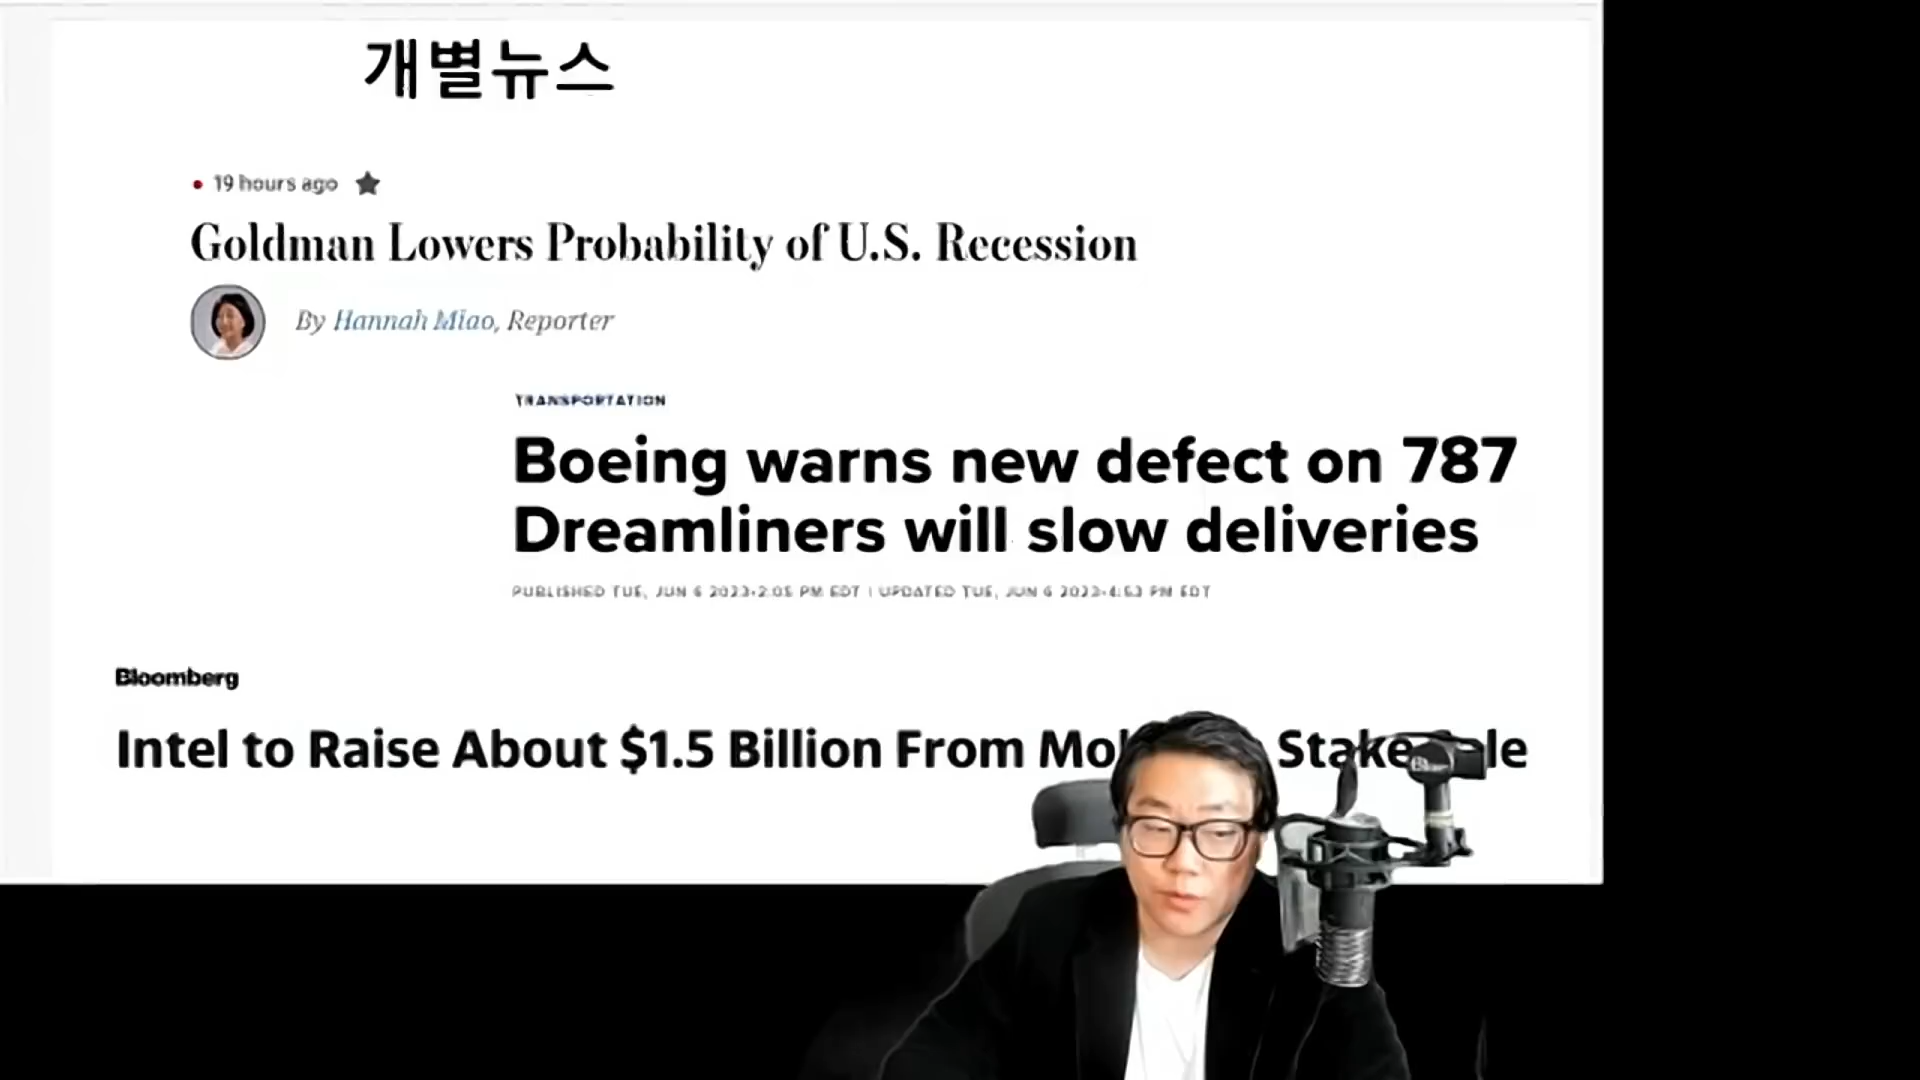 개별뉴스
19 hours ago
Goldman Lowers Probability of U.S. Recession
By Hannah Miao, Reporter
TRANSPORTATION
Boeing warns new defect on 787
Dreamliners will slow deliveries
PUBLISHED TUE, JUN 6 2023•2:05 PM EDT | UPDATED TUE, JUN 6 2023•4:53 PM EDT
Bloomberg
Intel to Raise About $1.5 Billion From Stake
Blue